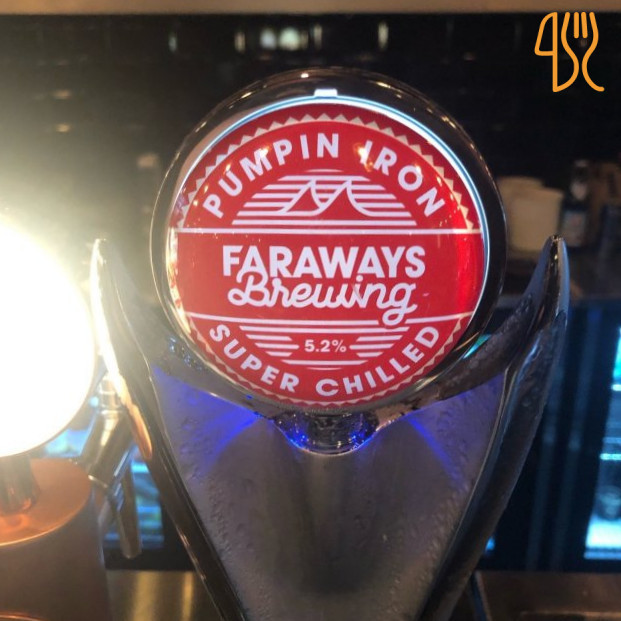 PUMPIN IRON
FARAWAYS
Brewing
5.2%
SUPER CHILLED